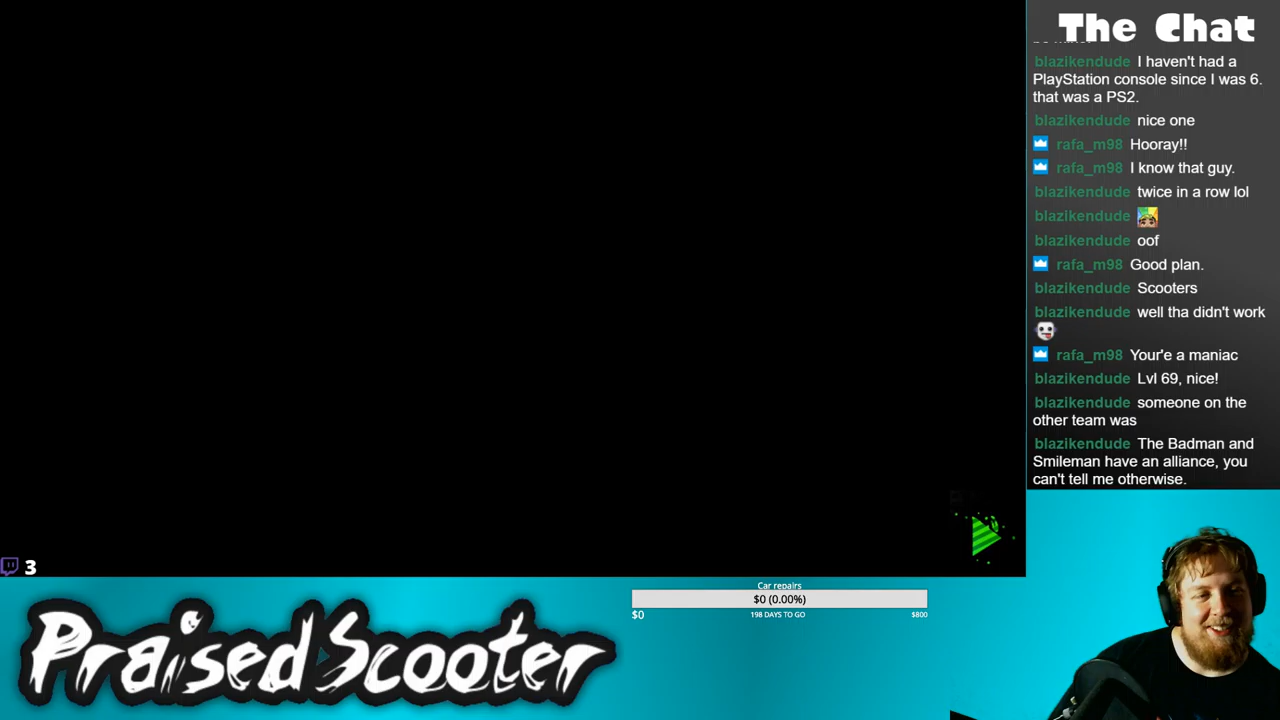 The Chat
blazikendude I haven't had a
PlayStation console since I was 6.
that was a PS2.
blazikendude nice one
rafa_m98 Hooray!!
rafa_m98 I know that guy.
blazikendude twice in a row lol
blazikendude
blazikendude oof
rafa_m98 Good plan.
blazikendude Scooters
blazikendude well tha didn't work
rafa_m98 Your'e a maniac
blazikendude Lvl 69, nice!
blazikendude someone on the
other team was
blazikendude The Badman and
Smileman have an alliance, you
can't tell me otherwise.
3
Car repairs
$0 (0.00%)
$0 198 DAYS TO GO $800
PraisedScooter